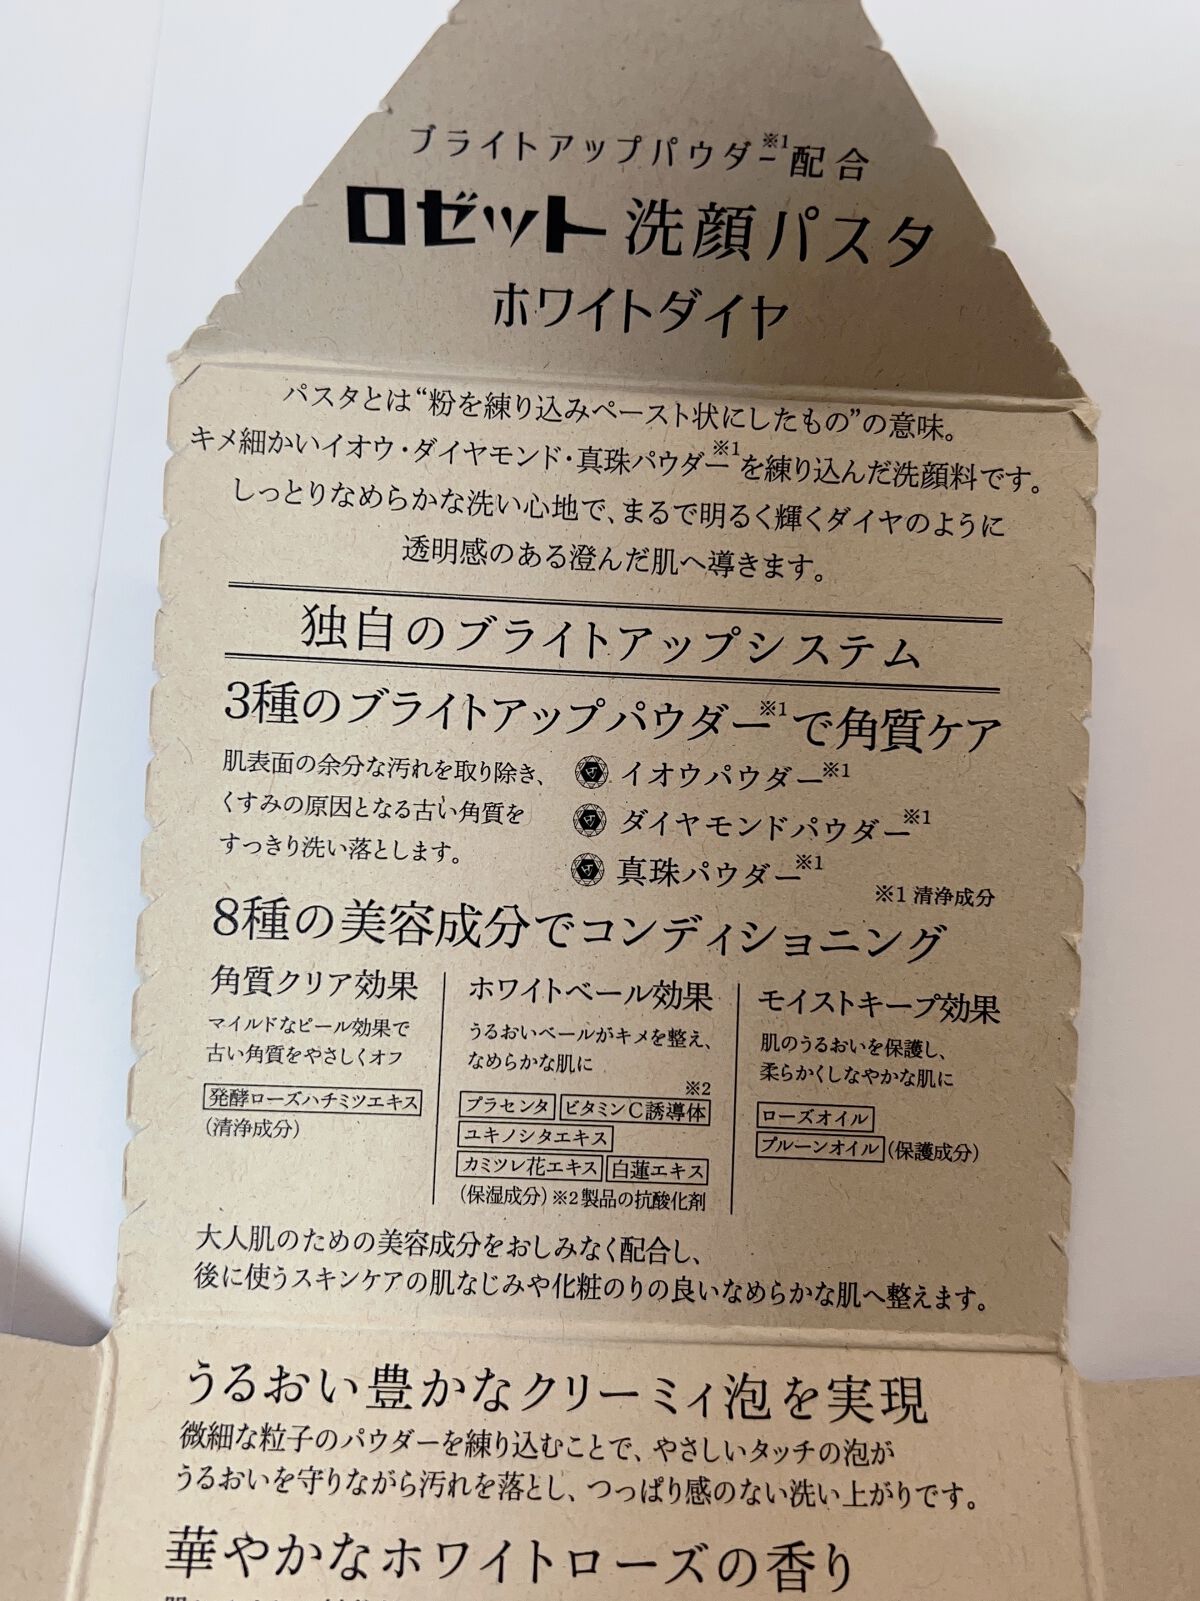 ブライトアップパウダー※1配合
ロゼット洗顔パスタ
ホワイトダイヤ
パスタとは“粉を練り込みペースト状にしたもの”の意味。
キメ細かいイオウ・ダイヤモンド・真珠パウダー※1を練り込んだ洗顔料です。
しっとりなめらかな洗い心地で、まるで明るく輝くダイヤのように
透明感のある澄んだ肌へ導きます。
独自のブライトアップシステム
3種のブライトアップパウダー※1で角質ケア
肌表面の余分な汚れを取り除き、
くすみの原因となる古い角質を
すっきり洗い落とします。
イオウパウダー※1
ダイヤモンドパウダー※1
真珠パウダー※1
※1 清浄成分
8種の美容成分でコンディショニング
角質クリア効果
マイルドなピール効果で
古い角質をやさしくオフ
発酵ローズハチミツエキス
(清浄成分)
ホワイトベール効果
うるおいベールがキメを整え、
なめらかな肌に
※2
プラセンタ ビタミンC誘導体
ユキノシタエキス
カミツレ花エキス 白蓮エキス
(保湿成分)※2製品の抗酸化剤
モイストキープ効果
肌のうるおいを保護し、
柔らかくしなやかな肌に
ローズオイル
プルーンオイル(保護成分)
大人肌のための美容成分をおしみなく配合し、
後に使うスキンケアの肌なじみや化粧のりの良いなめらかな肌へ整えます。
うるおい豊かなクリーミィ泡を実現
微細な粒子のパウダーを練り込むことで、やさしいタッチの泡が
うるおいを守りながら汚れを落とし、つっぱり感のない洗い上がりです。
華やかなホワイトローズの香り